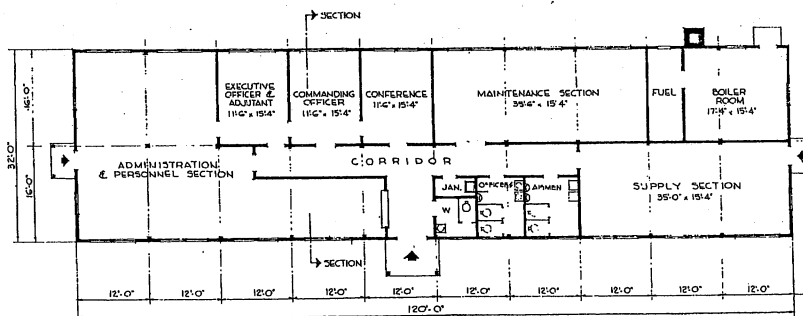 SECTION
EXECUTIVE
OFFICER &
ADJUTANT
11'-6" x 15'-4"
COMMANDING
OFFICER
11'-6" x 15'-4"
CONFERENCE
11'-6" x 15'-4"
MAINTENANCE SECTION
35'-6" x 15'-4"
FUEL
BOILER
ROOM
17'-4" x 15'-4"
16'-0"
32'-0"
16'-0"
CORRIDOR
ADMINISTRATION
& PERSONNEL SECTION
JAN.
OFFICERS
AIRMEN
W
SUPPLY SECTION
35'-0" x 15'-4"
SECTION
12'-0" 12'-0" 12'-0" 12'-0" 12'-0" 12'-0" 12'-0" 12'-0" 12'-0" 12'-0"
120'-0"